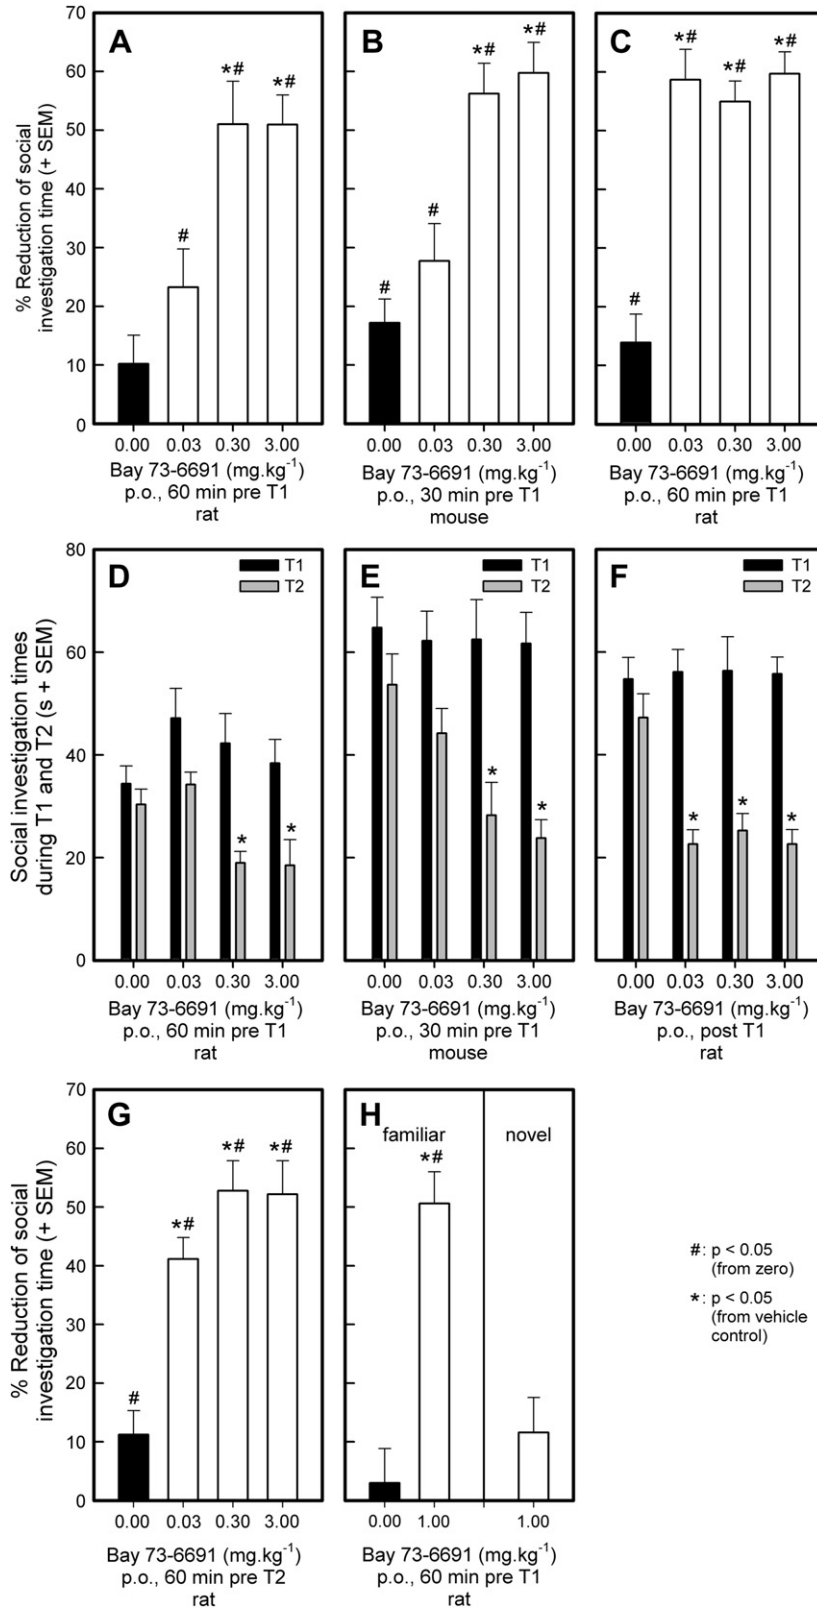 % Reduction of social
investigation time (+ SEM)
70
60
50
40
30
20
10
0
A
#
*#
*#
0.00 0.03 0.30 3.00
Bay 73-6691 (mg.kg⁻¹)
p.o., 60 min pre T1
rat
B
#
#
*#
*#
0.00 0.03 0.30 3.00
Bay 73-6691 (mg.kg⁻¹)
p.o., 30 min pre T1
mouse
C
#
*#
*#
*#
0.00 0.03 0.30 3.00
Bay 73-6691 (mg.kg⁻¹)
p.o., 60 min pre T1
rat
Social investigation times
during T1 and T2 (s + SEM)
80
60
40
20
0
D
T1
T2
*
*
0.00 0.03 0.30 3.00
Bay 73-6691 (mg.kg⁻¹)
p.o., 60 min pre T1
rat
E
T1
T2
*
*
0.00 0.03 0.30 3.00
Bay 73-6691 (mg.kg⁻¹)
p.o., 30 min pre T1
mouse
F
T1
T2
*
*
*
0.00 0.03 0.30 3.00
Bay 73-6691 (mg.kg⁻¹)
p.o., post T1
rat
% Reduction of social
investigation time (+ SEM)
70
60
50
40
30
20
10
0
G
#
*#
*#
*#
0.00 0.03 0.30 3.00
Bay 73-6691 (mg.kg⁻¹)
p.o., 60 min pre T2
rat
H
familiar novel
*#
0.00 1.00 1.00
Bay 73-6691 (mg.kg⁻¹)
p.o., 60 min pre T1
rat
#: p < 0.05
(from zero)
*: p < 0.05
(from vehicle
control)